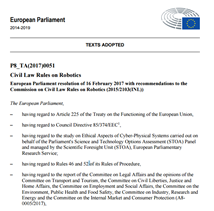 European Parliament
2014-2019
TEXTS ADOPTED
P8_TA(2017)0051
Civil Law Rules on Robotics
European Parliament resolution of 16 February 2017 with recommendations to the
Commission on Civil Law Rules on Robotics (2015/2103(INL))
The European Parliament,
– having regard to Article 225 of the Treaty on the Functioning of the European Union,
– having regard to Council Directive 85/374/EEC¹,
– having regard to the study on Ethical Aspects of Cyber-Physical Systems carried out on
behalf of the Parliament's Science and Technology Options Assessment (STOA) Panel
and managed by the Scientific Foresight Unit (STOA), European Parliament
Research Service;
– having regard to Rules 46 and 52 of its Rules of Procedure,
– having regard to the report of the Committee on Legal Affairs and the opinions of the
Committee on Transport and Tourism, the Committee on Civil Liberties, Justice and
Home Affairs, the Committee on Employment and Social Affairs, the Committee on the
Environment, Public Health and Food Safety, the Committee on Industry, Research and
Energy and the Committee on the Internal Market and Consumer Protection (A8-
0005/2017),